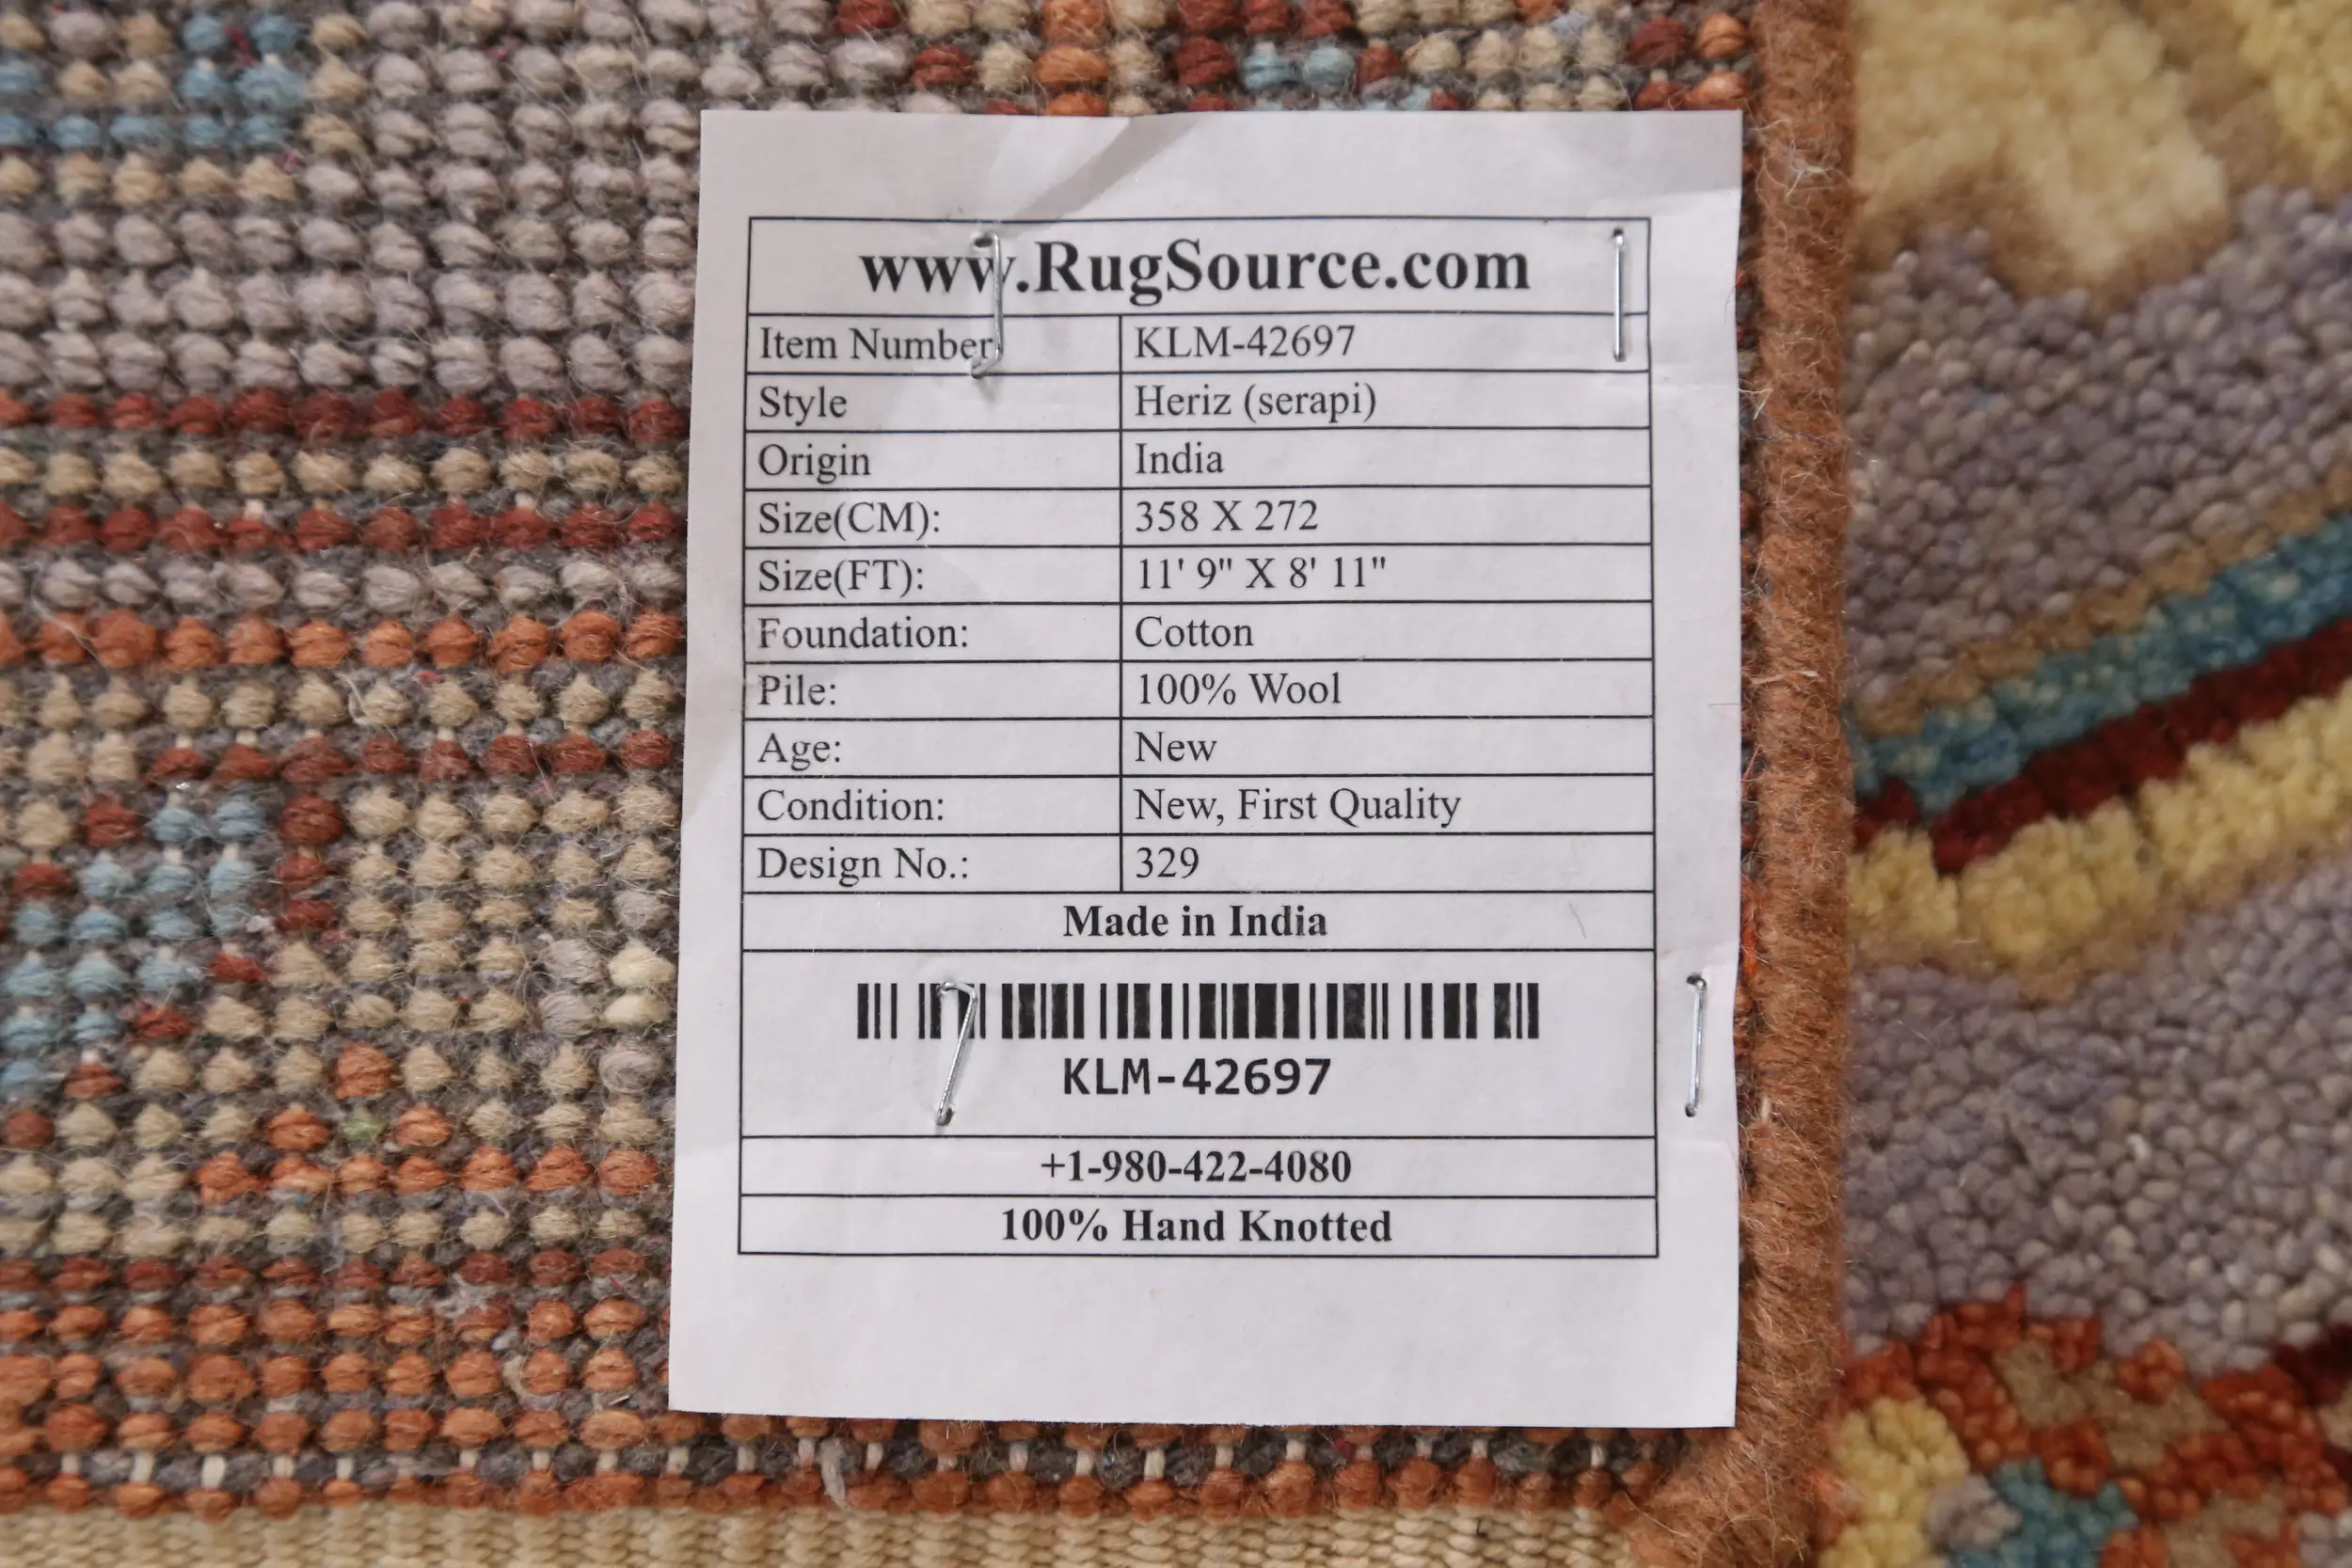 www.RugSource.com
Item Number KLM-42697
Style Heriz (serapi)
Origin India
Size(CM): 358 X 272
Size(FT): 11' 9" X 8' 11"
Foundation: Cotton
Pile: 100% Wool
Age: New
Condition: New, First Quality
Design No.: 329
Made in India
KLM-42697
+1-980-422-4080
100% Hand Knotted